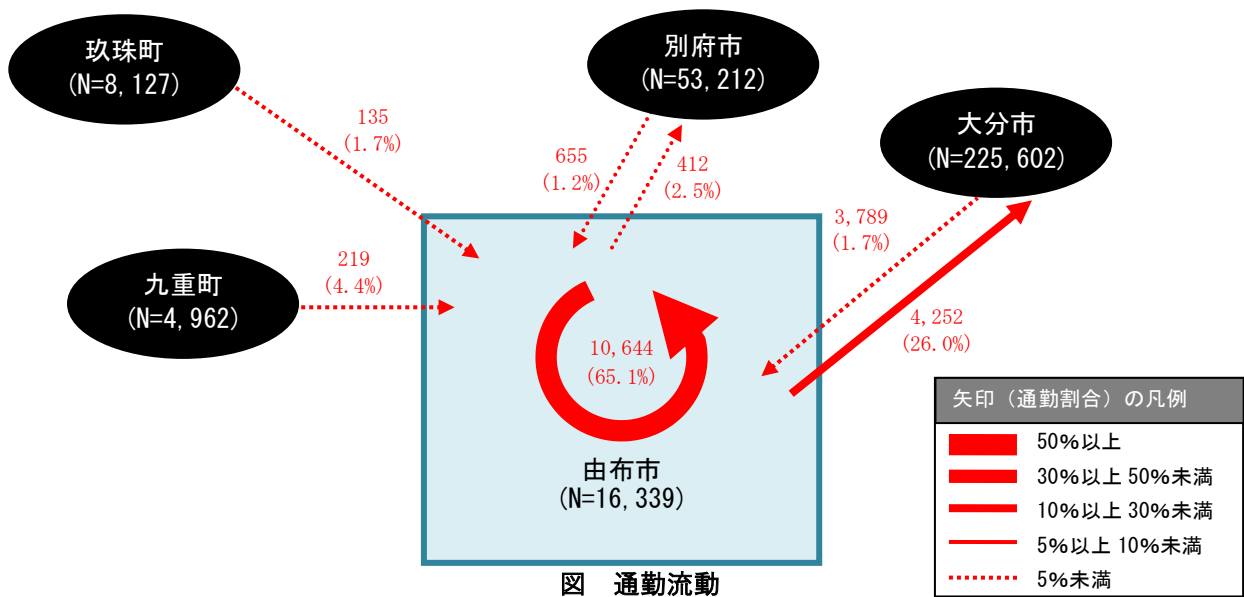 玖珠町
(N=8,127)
別府市
(N=53,212)
大分市
(N=225,602)
135
(1.7%)
655
(1.2%)
412
(2.5%)
3,789
(1.7%)
九重町
(N=4,962)
219
(4.4%)
4,252
(26.0%)
10,644
(65.1%)
由布市
(N=16,339)
矢印（通勤割合）の凡例
50%以上
30%以上 50%未満
10%以上 30%未満
5%以上 10%未満
5%未満
図 通勤流動